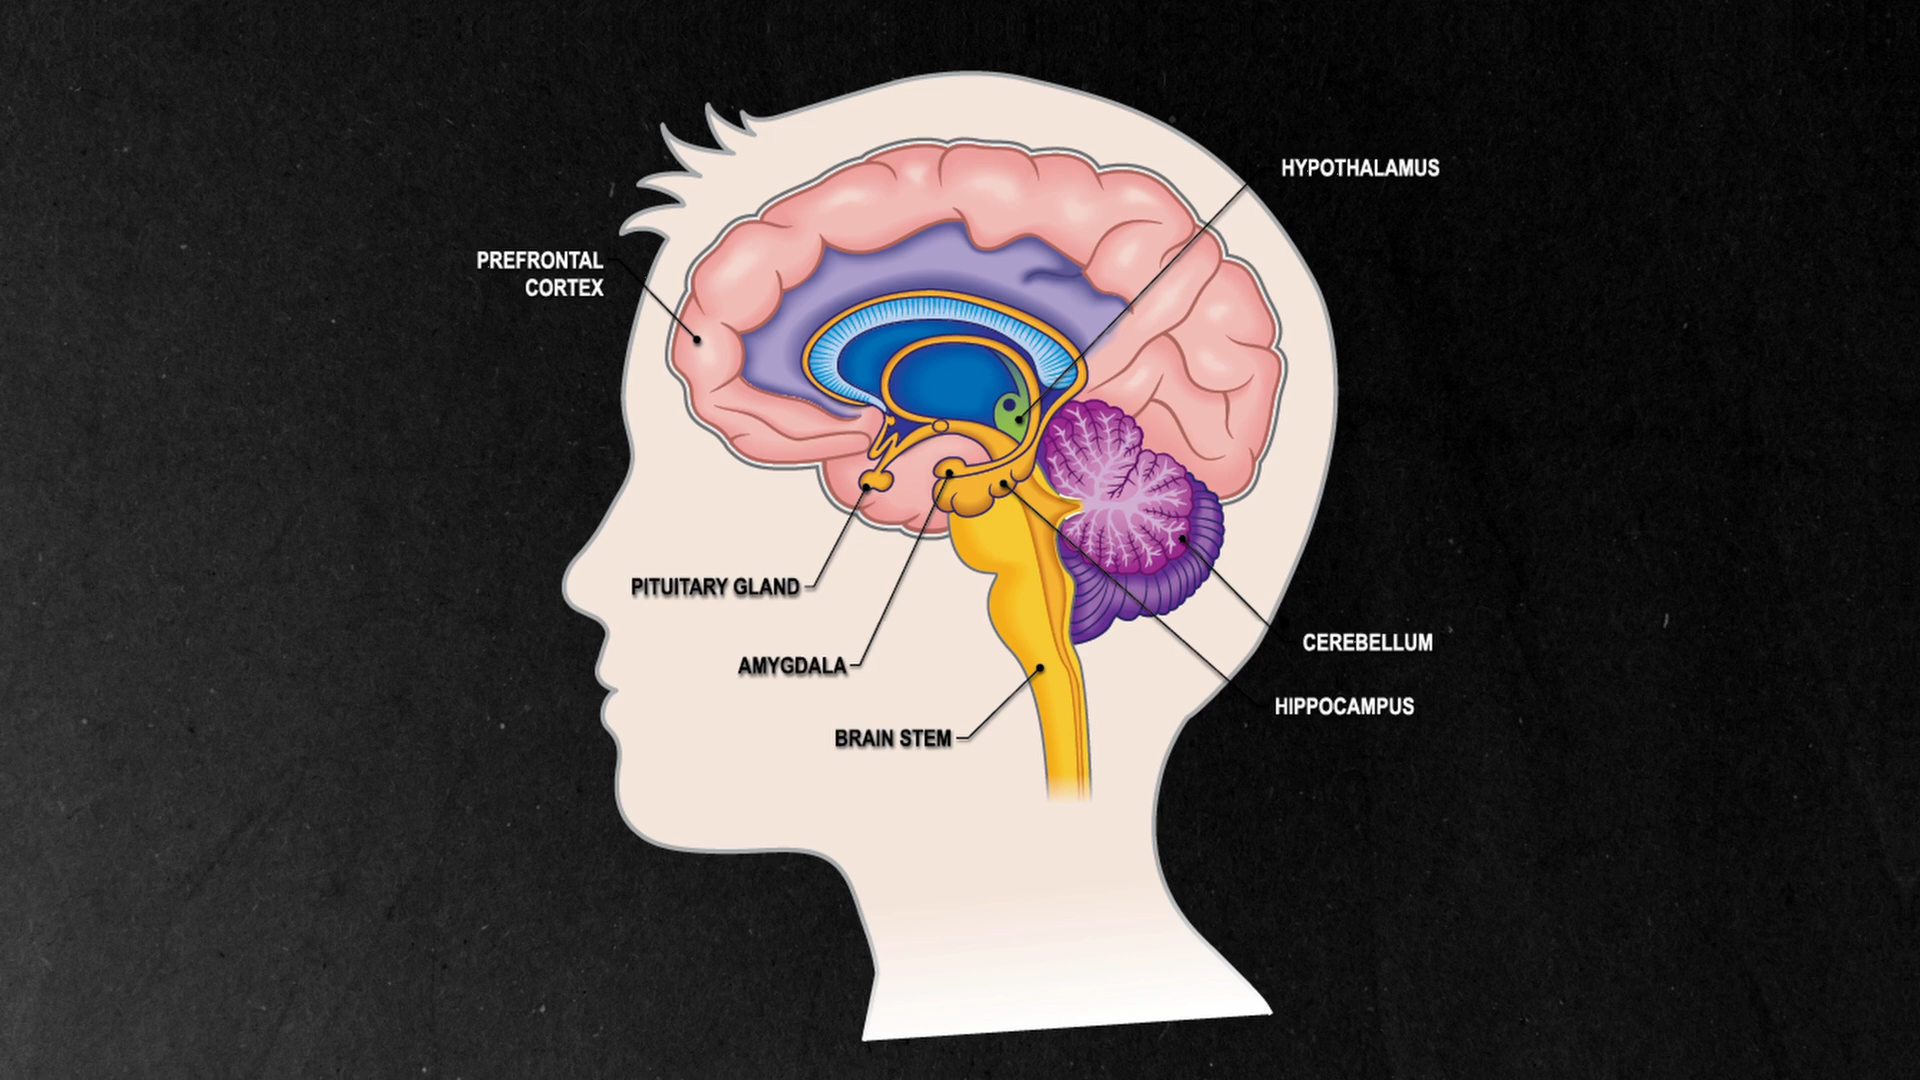 HYPOTHALAMUS
PREFRONTAL
CORTEX
PITUITARY GLAND
AMYGDALA
BRAIN STEM
CEREBELLUM
HIPPOCAMPUS